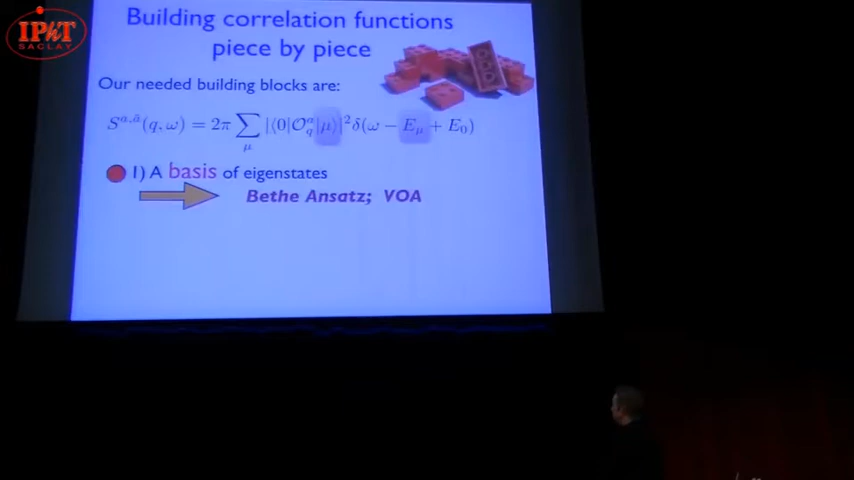 IPhT
SACLAY
Building correlation functions
piece by piece
Our needed building blocks are:
S^{a,ā}(q, ω) = 2π ∑_μ |⟨0|O_q^a|μ⟩|² δ(ω − E_μ + E_0)
1) A basis of eigenstates
Bethe Ansatz; VOA